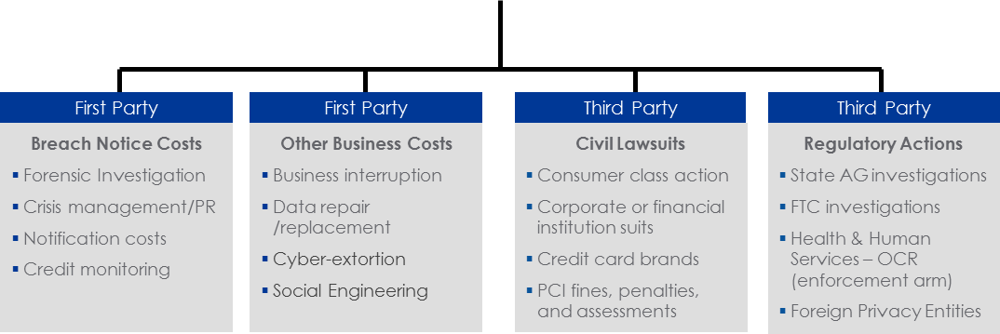 First Party
Breach Notice Costs
▪ Forensic Investigation
▪ Crisis management/PR
▪ Notification costs
▪ Credit monitoring
First Party
Other Business Costs
▪ Business interruption
▪ Data repair
/replacement
▪ Cyber-extortion
▪ Social Engineering
Third Party
Civil Lawsuits
▪ Consumer class action
▪ Corporate or financial
institution suits
▪ Credit card brands
▪ PCI fines, penalties,
and assessments
Third Party
Regulatory Actions
▪ State AG investigations
▪ FTC investigations
▪ Health & Human
Services – OCR
(enforcement arm)
▪ Foreign Privacy Entities